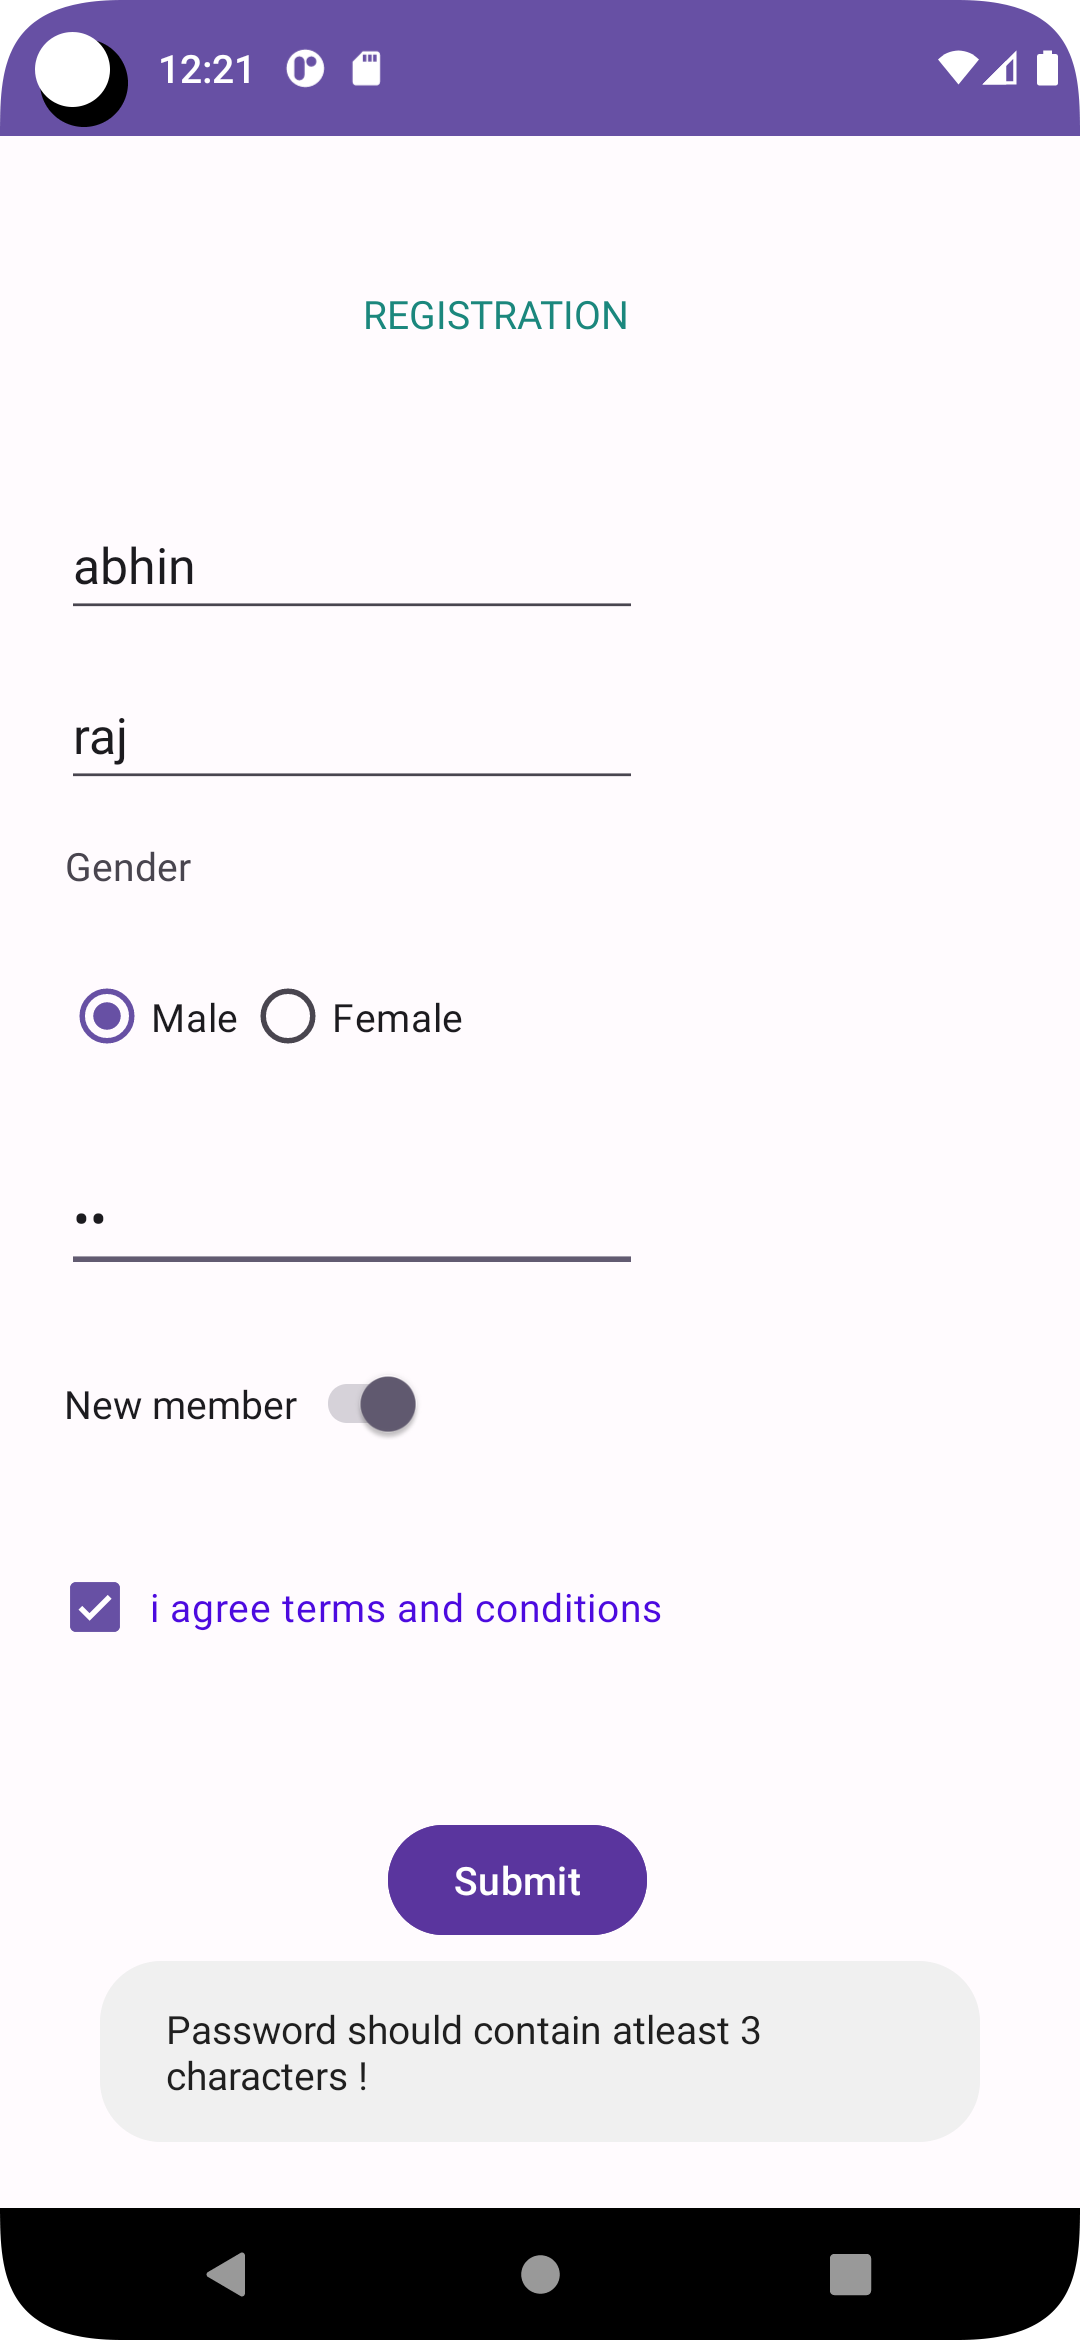 12:21
REGISTRATION
abhin
raj
Gender
Male Female
••
New member
i agree terms and conditions
Submit
Password should contain atleast 3
characters !